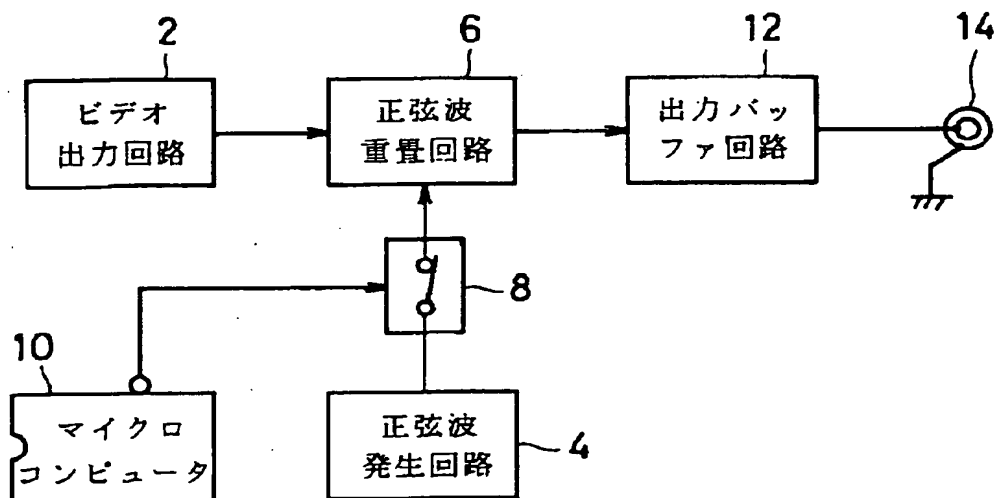 2
6
12
14
ビデオ
出力回路
正弦波
重畳回路
出力バッ
ファ回路
8
10
マイクロ
コンピュータ
正弦波
発生回路
4